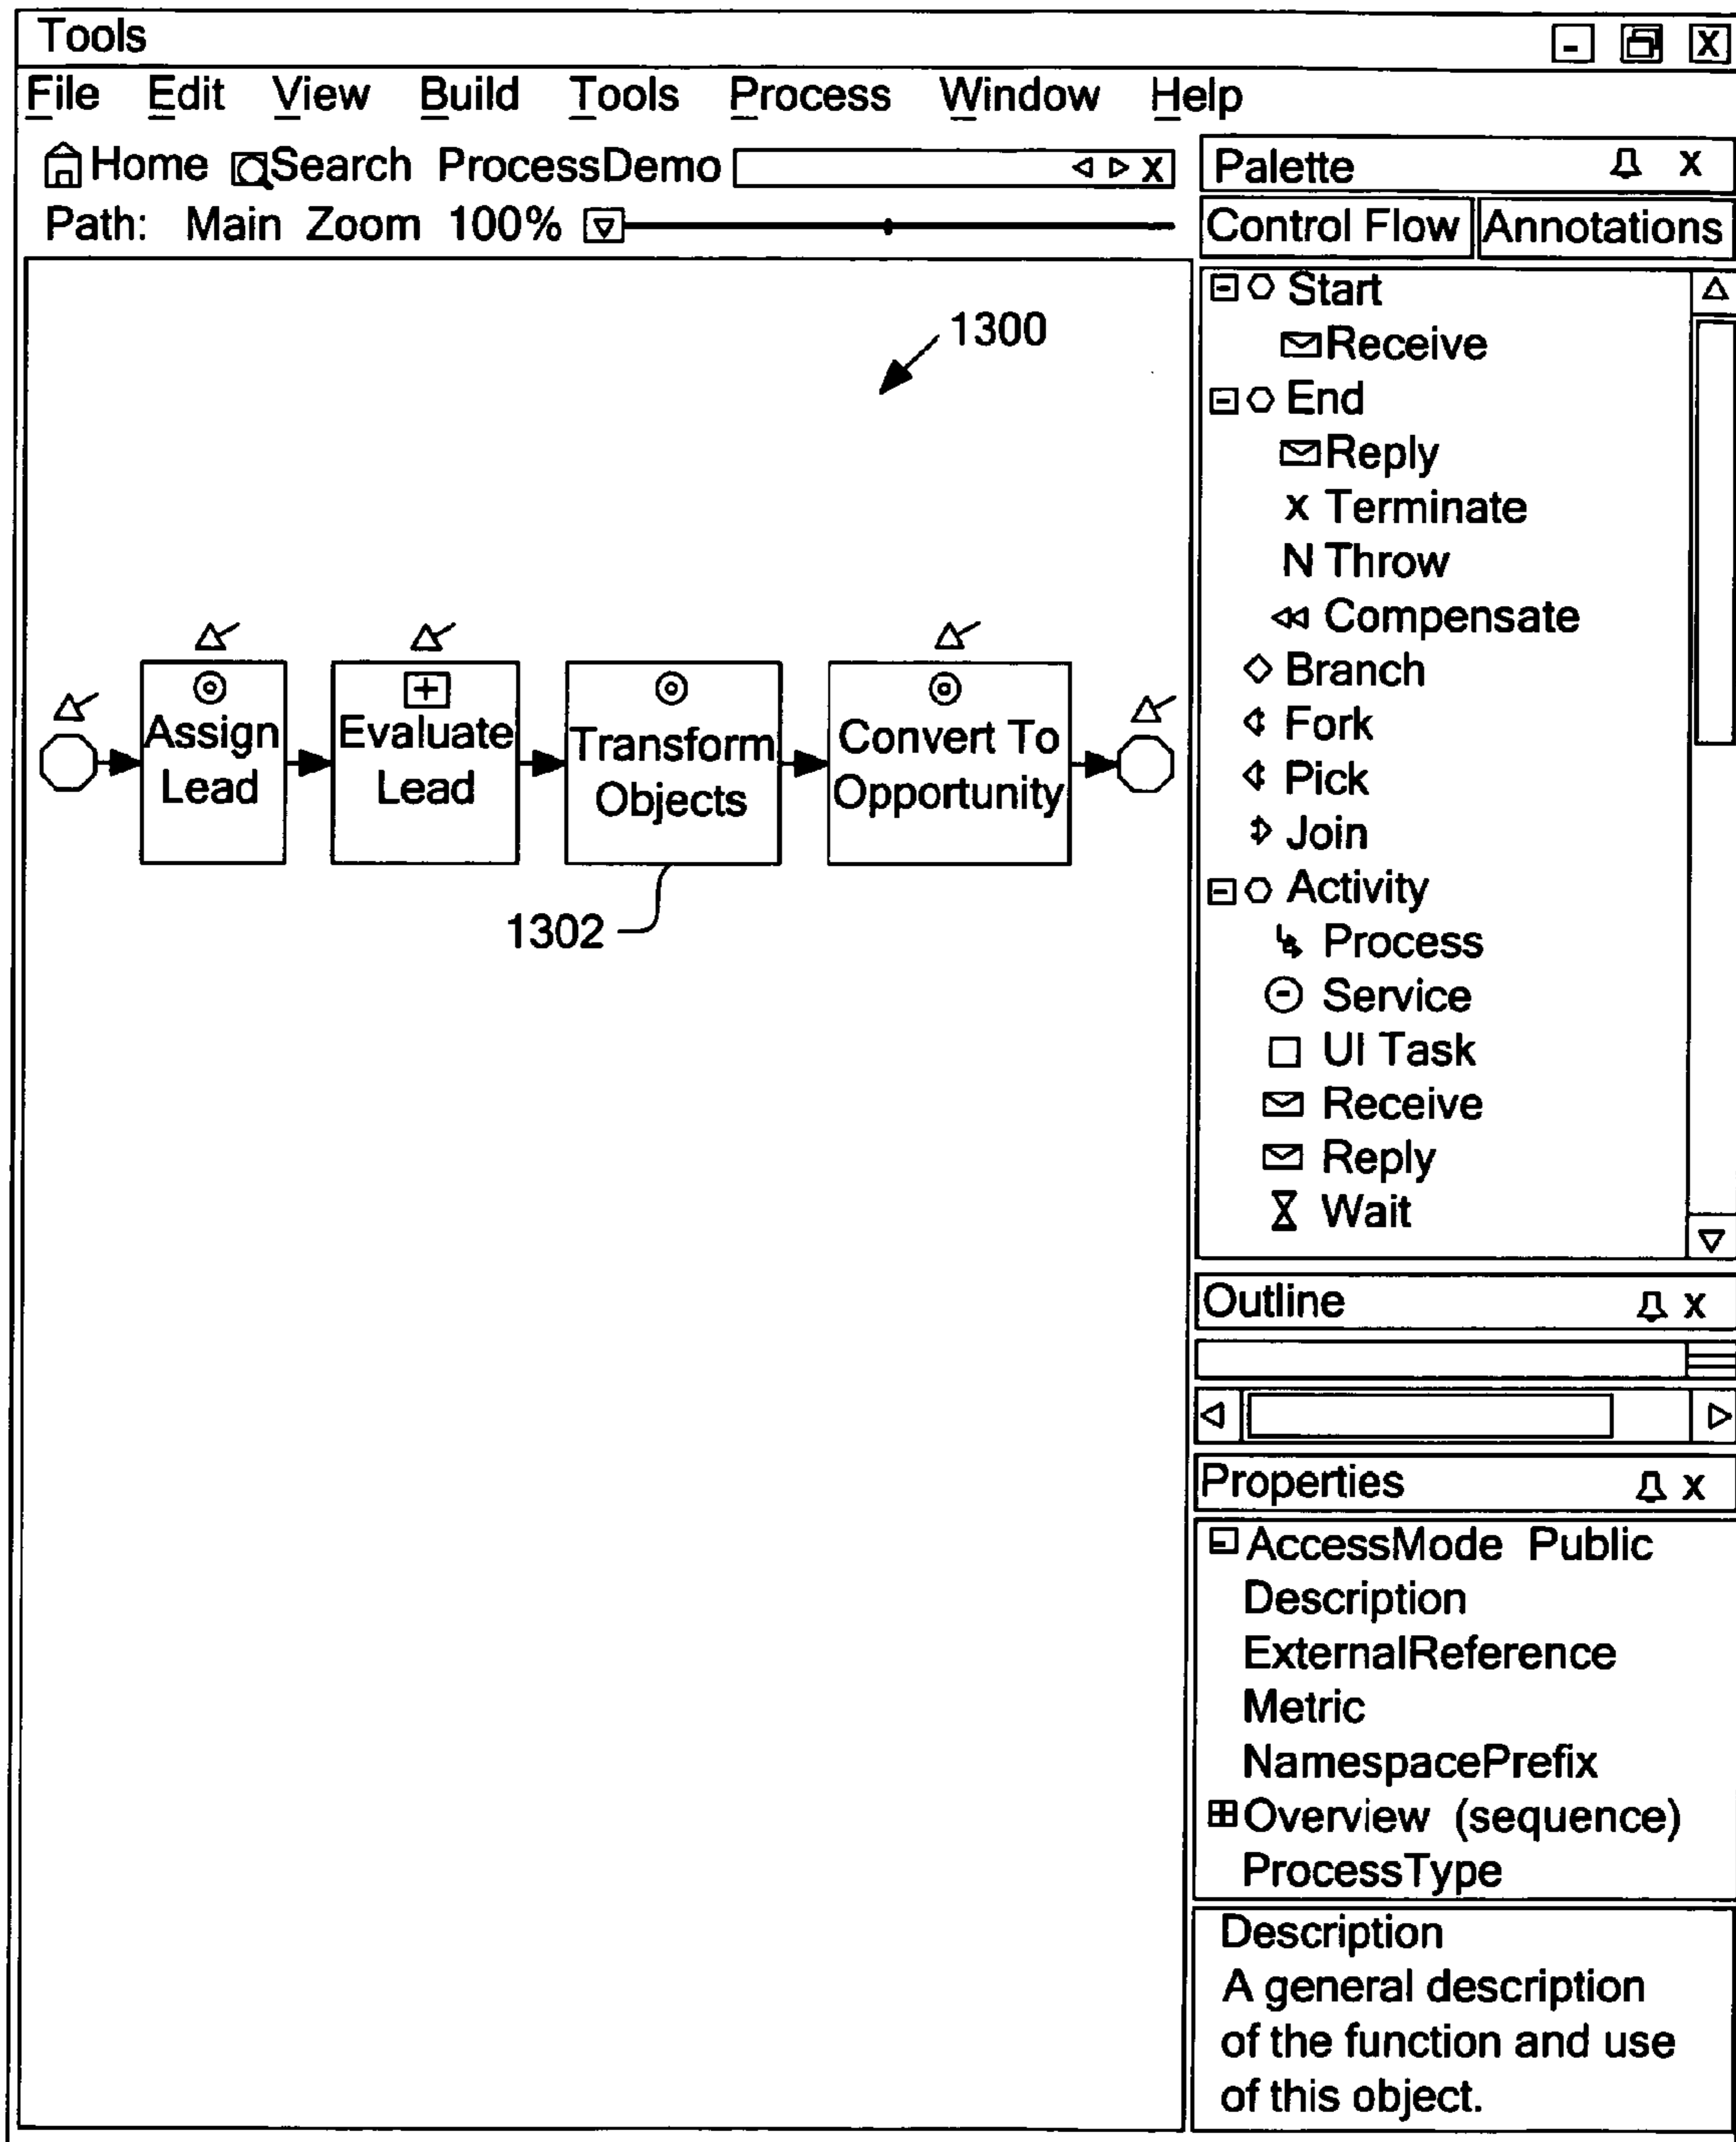 Tools
File Edit View Build Tools Process Window Help
Home Search ProcessDemo X
Path: Main Zoom 100%
1300
Assign
Lead
Evaluate
Lead
Transform
Objects
Convert To
Opportunity
1302
Palette X
Control Flow Annotations
Start
Receive
End
Reply
X Terminate
N Throw
Compensate
Branch
Fork
Pick
Join
Activity
Process
Service
UI Task
Receive
Reply
Wait
Outline X
Properties X
AccessMode Public
Description
ExternalReference
Metric
NamespacePrefix
Overview (sequence)
ProcessType
Description
A general description
of the function and use
of this object.